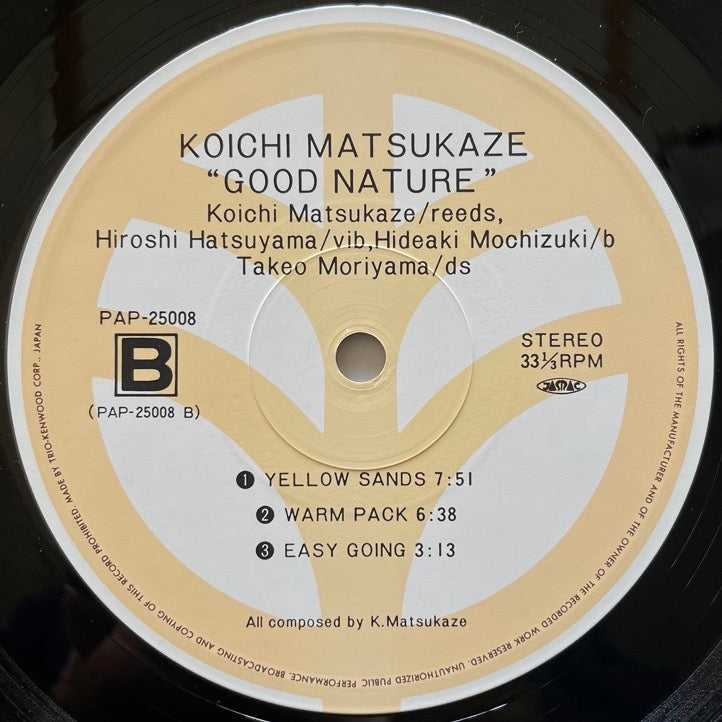 KOICHI MATSUKAZE
“GOOD NATURE”
Koichi Matsukaze/reeds,
Hiroshi Hatsuyama/vib,Hideaki Mochizuki/b
Takeo Moriyama/ds
PAP-25008
B
(PAP-25008 B)
STEREO
33⅓RPM
JASRAC
❶ YELLOW SANDS 7:51
❷ WARM PACK 6:38
❸ EASY GOING 3:13
All composed by K.Matsukaze
ALL RIGHTS OF THE MANUFACTURER AND OF THE OWNER OF THE RECORDED WORK RESERVED. UNAUTHORIZED PUBLIC PERFORMANCE, BROADCASTING AND COPYING OF THIS RECORD PROHIBITED. MADE BY TRIO-KENWOOD CORP., JAPAN